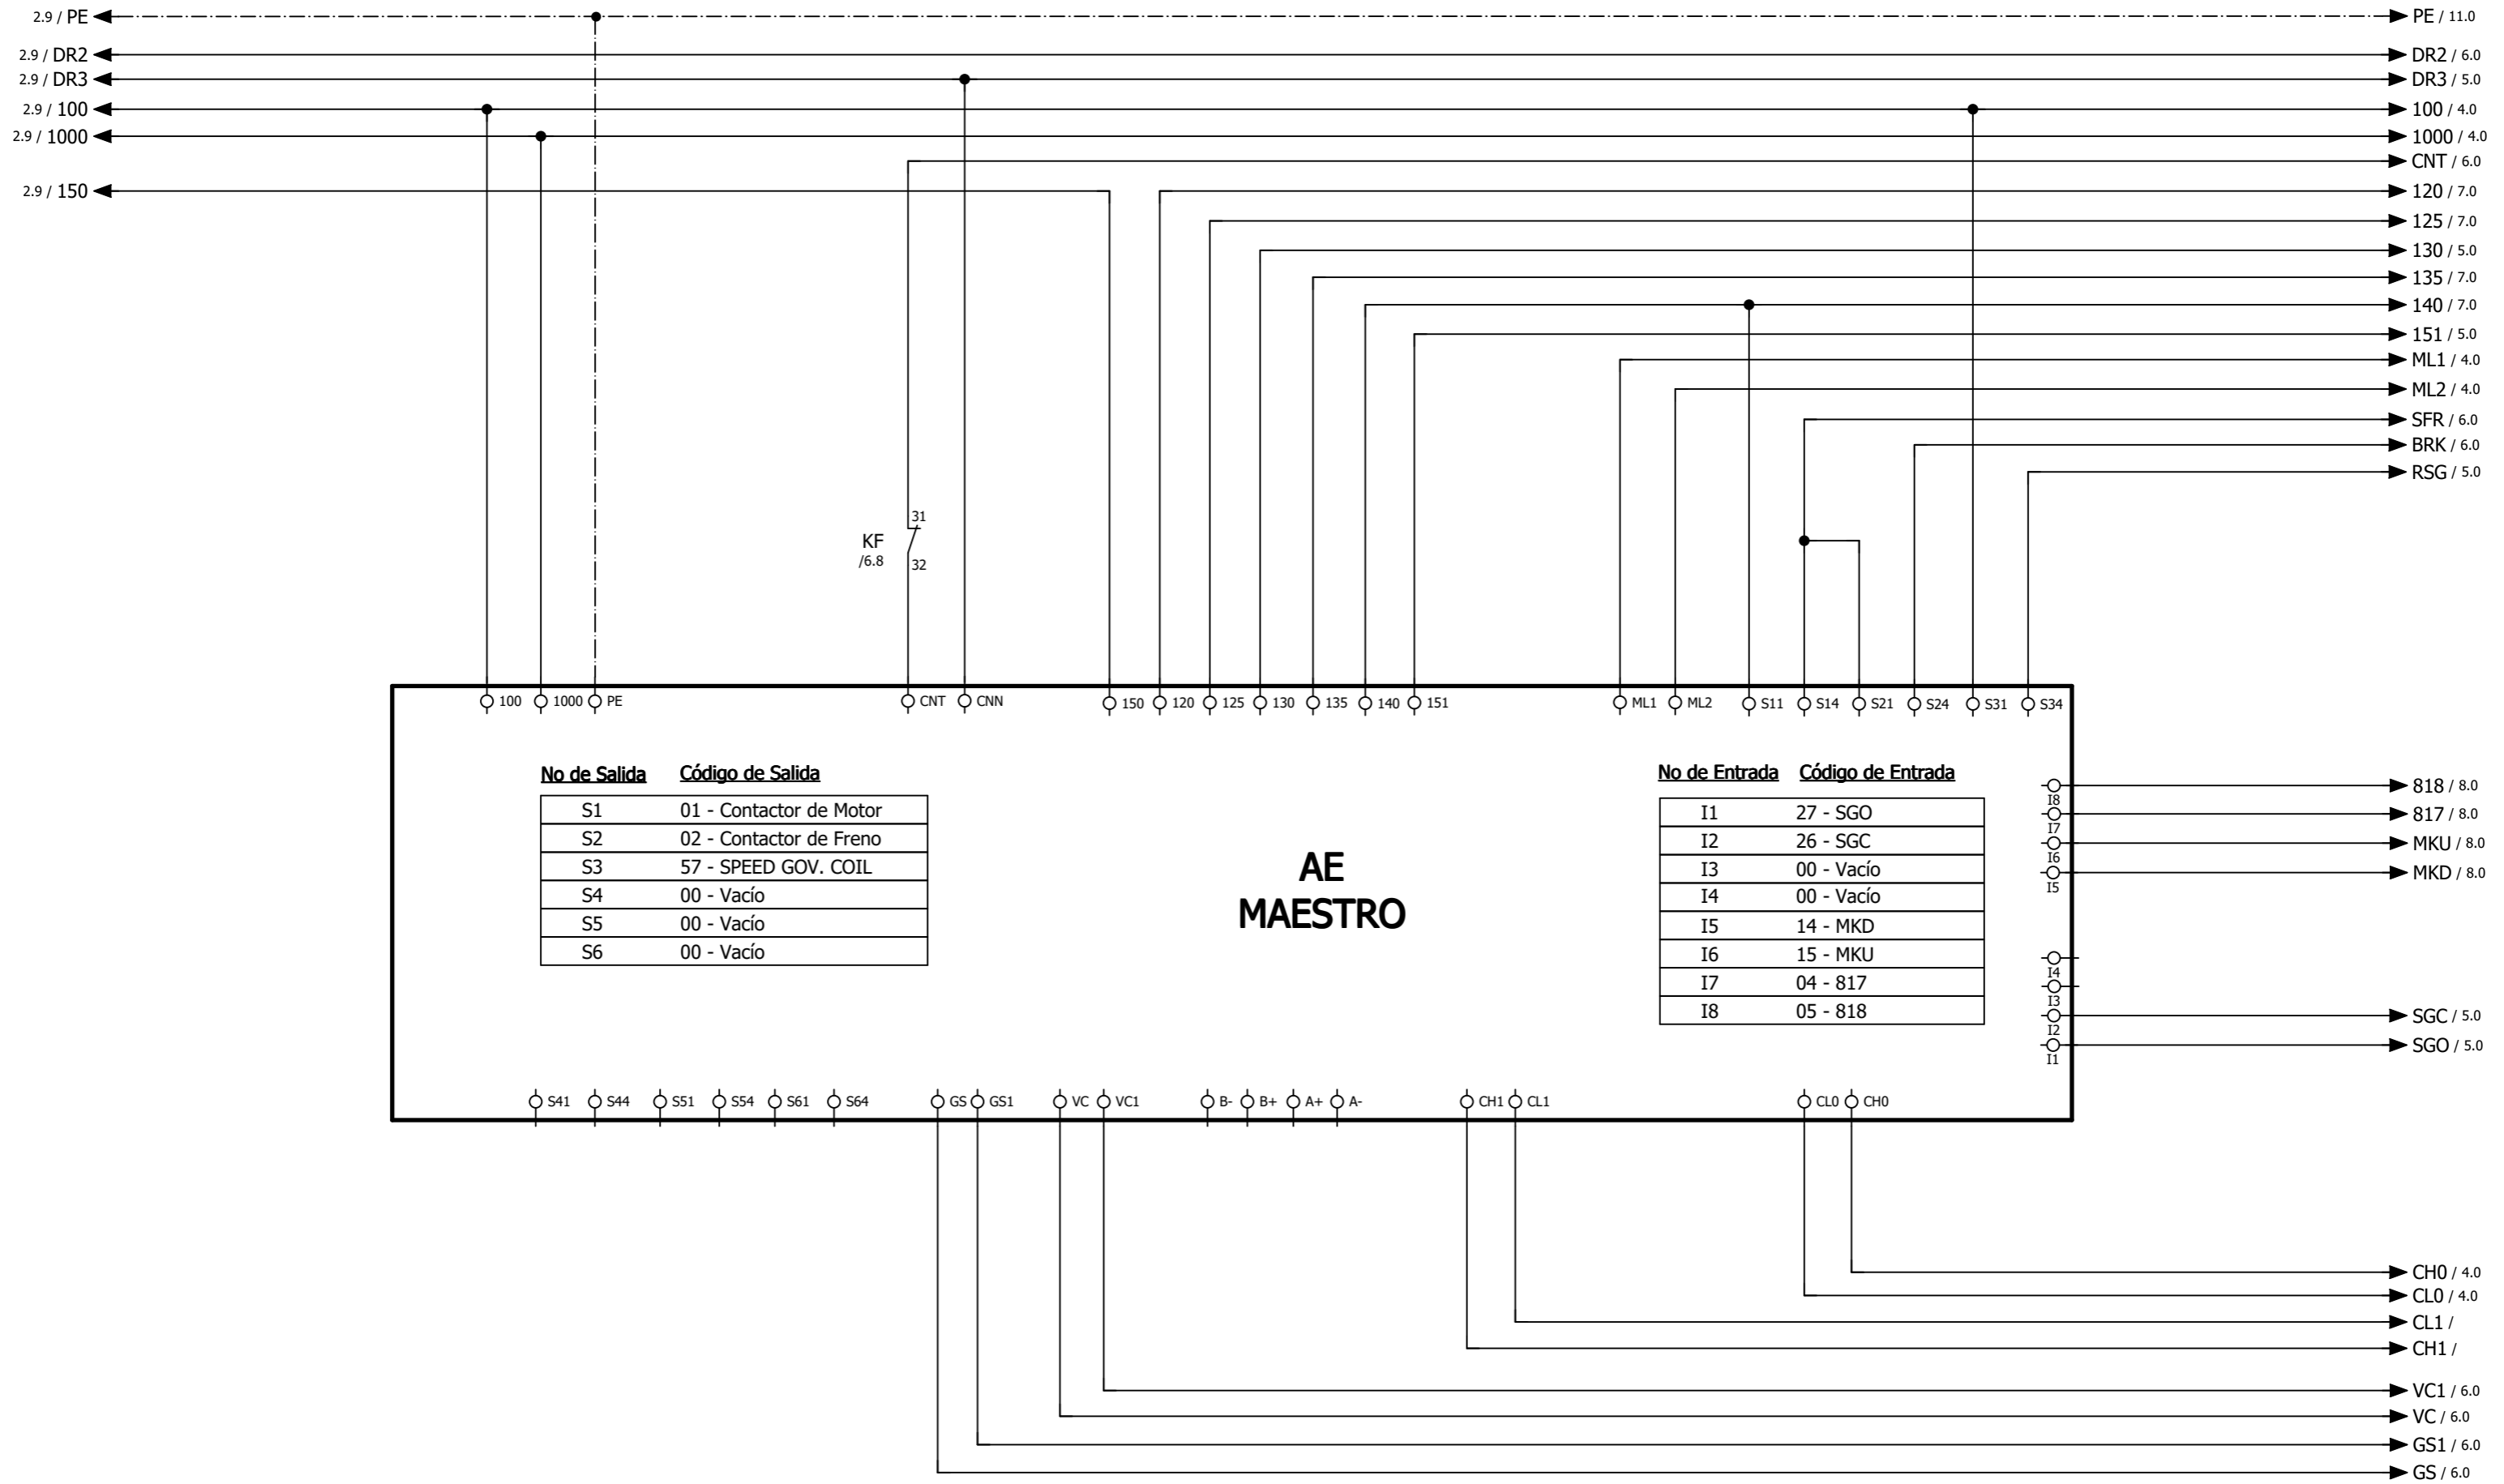 2.9 / PE
PE / 11.0
2.9 / DR2
DR2 / 6.0
2.9 / DR3
DR3 / 5.0
2.9 / 100
100 / 4.0
2.9 / 1000
1000 / 4.0
CNT / 6.0
2.9 / 150
120 / 7.0
125 / 7.0
130 / 5.0
135 / 7.0
140 / 7.0
151 / 5.0
ML1 / 4.0
ML2 / 4.0
SFR / 6.0
BRK / 6.0
RSG / 5.0
31
KF
/6.8
32
100 1000 PE CNT CNN 150 120 125 130 135 140 151 ML1 ML2 S11 S14 S21 S24 S31 S34
No de Salida Código de Salida
S1 01 - Contactor de Motor
S2 02 - Contactor de Freno
S3 57 - SPEED GOV. COIL
S4 00 - Vacío
S5 00 - Vacío
S6 00 - Vacío
AE
MAESTRO
No de Entrada Código de Entrada
I1 27 - SGO
I2 26 - SGC
I3 00 - Vacío
I4 00 - Vacío
I5 14 - MKD
I6 15 - MKU
I7 04 - 817
I8 05 - 818
I8
818 / 8.0
I7
817 / 8.0
I6
MKU / 8.0
I5
MKD / 8.0
I4
I3
I2
SGC / 5.0
I1
SGO / 5.0
S41 S44 S51 S54 S61 S64 GS GS1 VC VC1 B- B+ A+ A- CH1 CL1 CL0 CH0
CH0 / 4.0
CL0 / 4.0
CL1 /
CH1 /
VC1 / 6.0
VC / 6.0
GS1 / 6.0
GS / 6.0